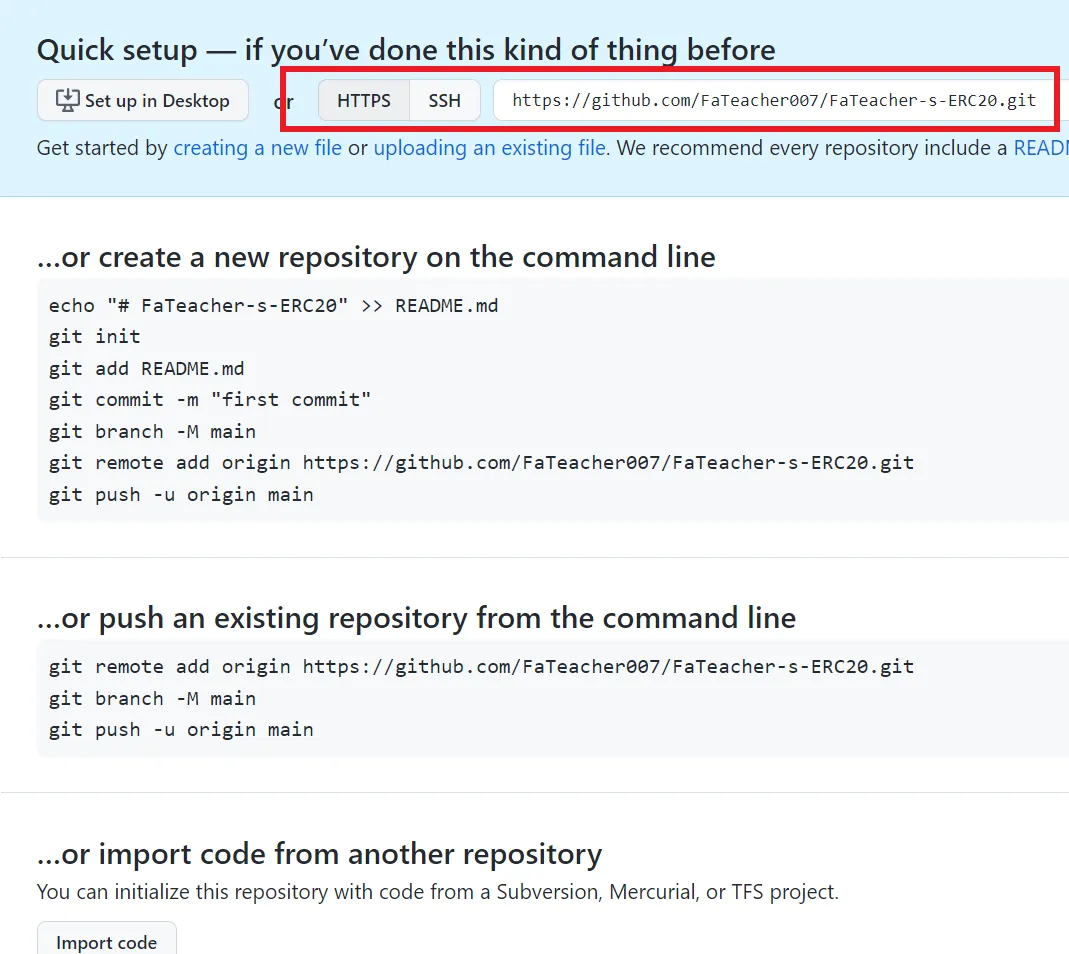 Quick setup — if you’ve done this kind of thing before
Set up in Desktop or HTTPS SSH https://github.com/FaTeacher007/FaTeacher-s-ERC20.git
Get started by creating a new file or uploading an existing file. We recommend every repository include a
…or create a new repository on the command line
echo "# FaTeacher-s-ERC20" >> README.md
git init
git add README.md
git commit -m "first commit"
git branch -M main
git remote add origin https://github.com/FaTeacher007/FaTeacher-s-ERC20.git
git push -u origin main
…or push an existing repository from the command line
git remote add origin https://github.com/FaTeacher007/FaTeacher-s-ERC20.git
git branch -M main
git push -u origin main
…or import code from another repository
You can initialize this repository with code from a Subversion, Mercurial, or TFS project.
Import code